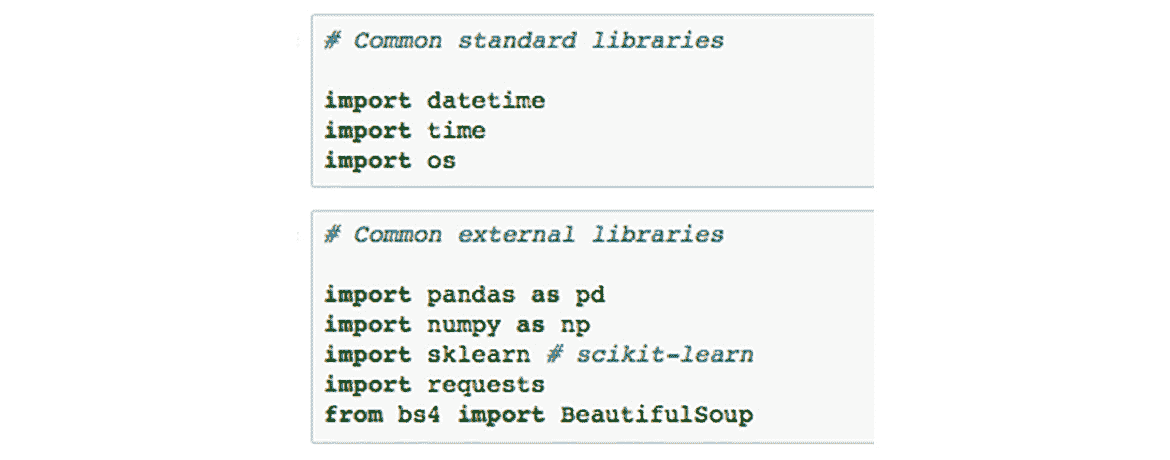 # Common standard libraries
import datetime
import time
import os
# Common external libraries
import pandas as pd
import numpy as np
import sklearn # scikit-learn
import requests
from bs4 import BeautifulSoup